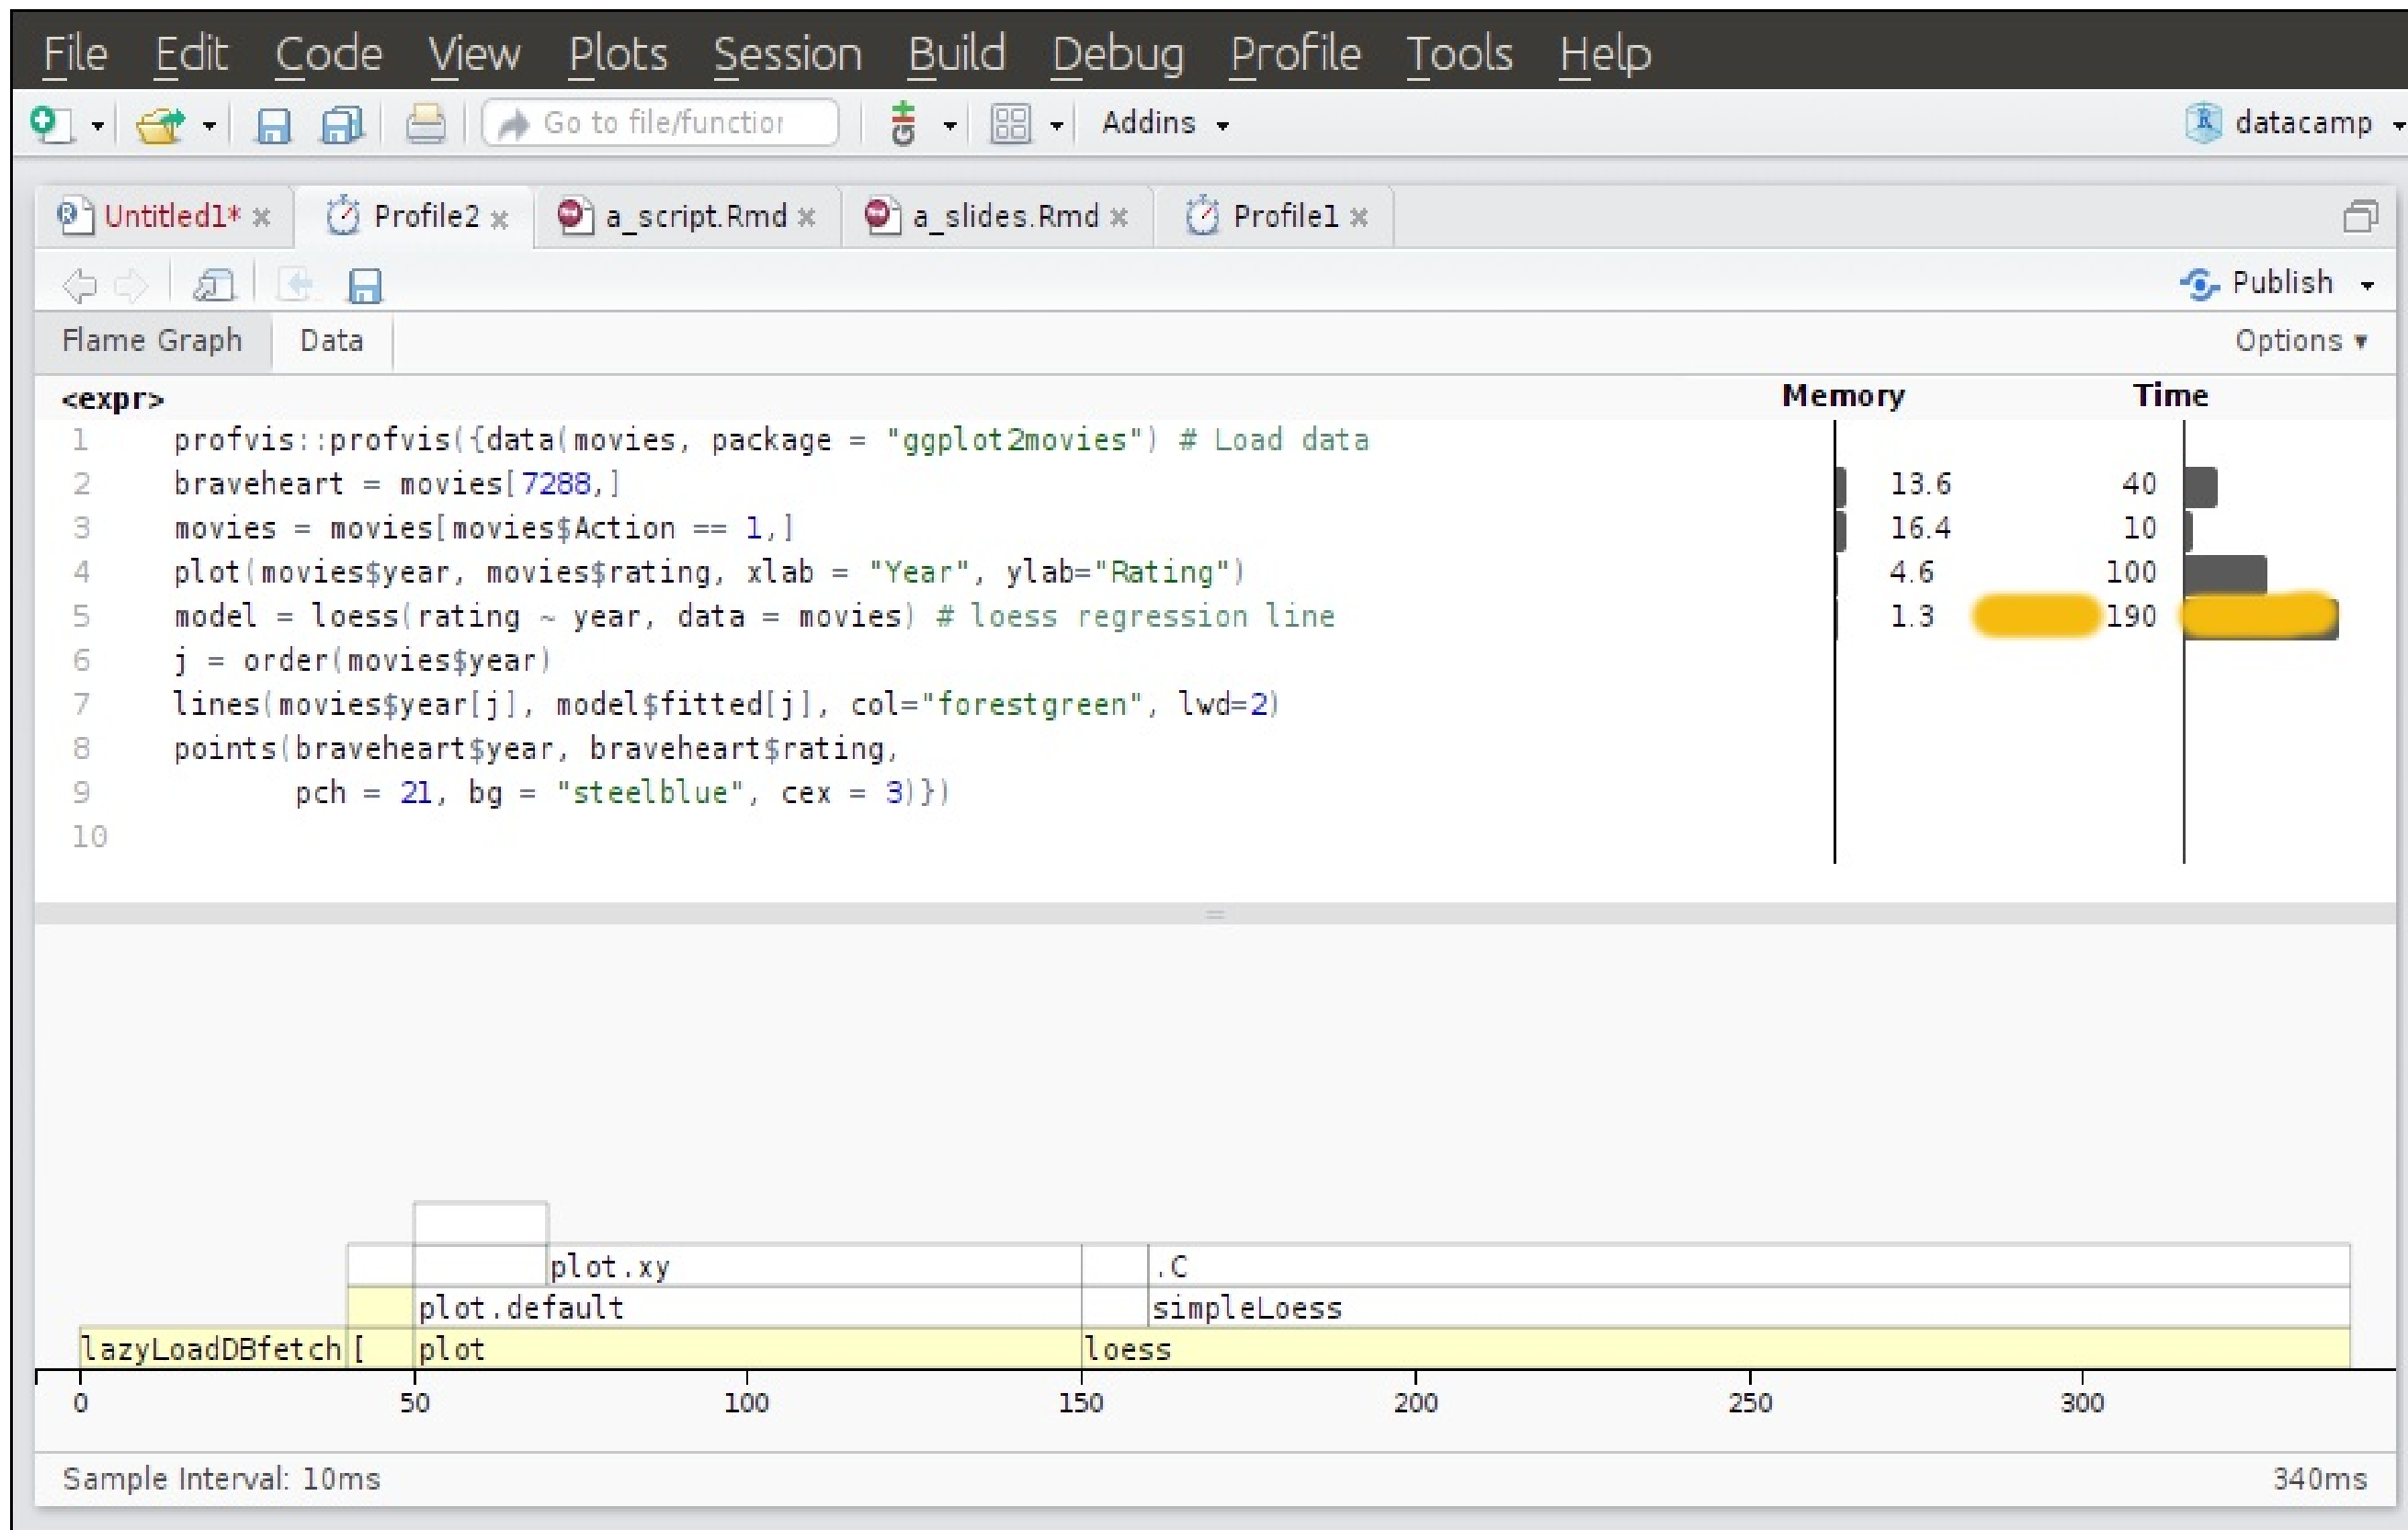 File Edit Code View Plots Session Build Debug Profile Tools Help
Go to file/function Addins datacamp
Untitled1* Profile2 a_script.Rmd a_slides.Rmd Profile1
Publish
Flame Graph Data Options
<expr> Memory Time
1 profvis::profvis({data(movies, package = "ggplot2movies") # Load data
2 braveheart = movies[7288,] 13.6 40
3 movies = movies[movies$Action == 1,] 16.4 10
4 plot(movies$year, movies$rating, xlab = "Year", ylab="Rating") 4.6 100
5 model = loess(rating ~ year, data = movies) # loess regression line 1.3 190
6 j = order(movies$year)
7 lines(movies$year[j], model$fitted[j], col="forestgreen", lwd=2)
8 points(braveheart$year, braveheart$rating,
9 pch = 21, bg = "steelblue", cex = 3)})
10
plot.xy .C
plot.default simpleLoess
lazyLoadDBfetch [ plot loess
0 50 100 150 200 250 300
Sample Interval: 10ms 340ms